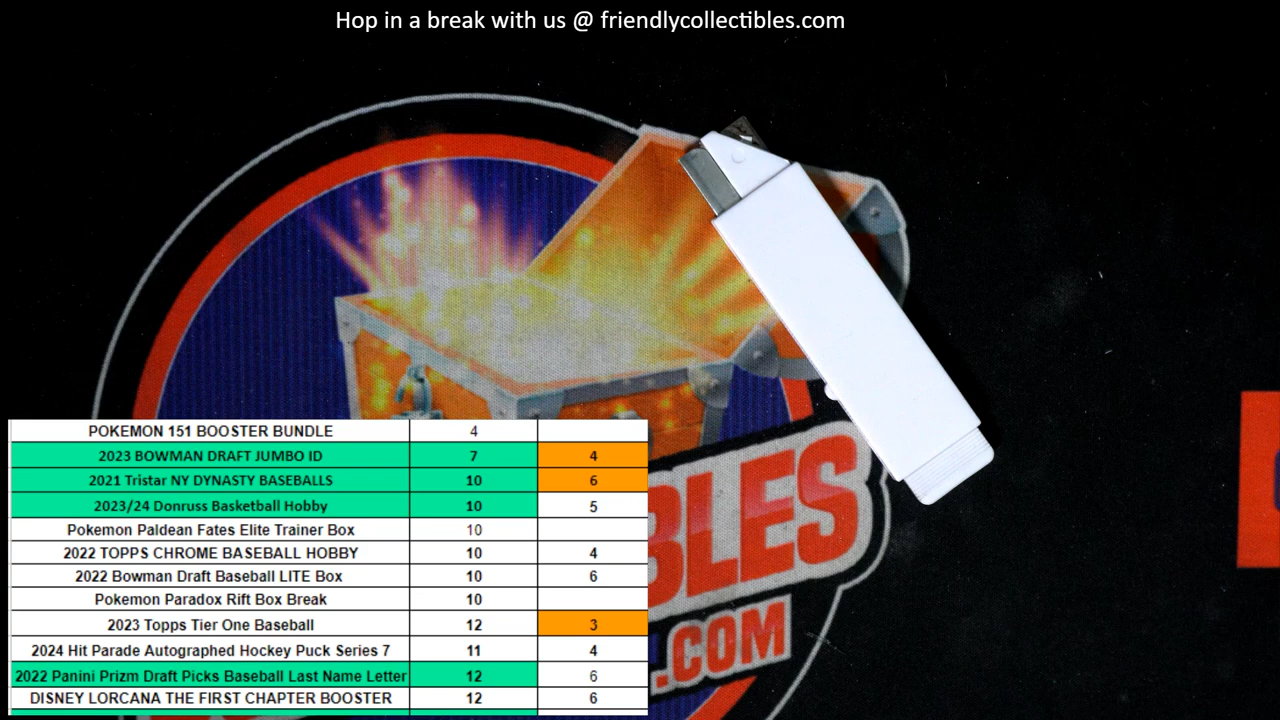 Hop in a break with us @ friendlycollectibles.com
POKEMON 151 BOOSTER BUNDLE 4
2023 BOWMAN DRAFT JUMBO ID 7 4
2021 Tristar NY DYNASTY BASEBALLS 10 6
2023/24 Donruss Basketball Hobby 10 5
Pokemon Paldean Fates Elite Trainer Box 10
2022 TOPPS CHROME BASEBALL HOBBY 10 4
2022 Bowman Draft Baseball LITE Box 10 6
Pokemon Paradox Rift Box Break 10
2023 Topps Tier One Baseball 12 3
2024 Hit Parade Autographed Hockey Puck Series 7 11 4
2022 Panini Prizm Draft Picks Baseball Last Name Letter 12 6
DISNEY LORCANA THE FIRST CHAPTER BOOSTER 12 6
BLES
.COM